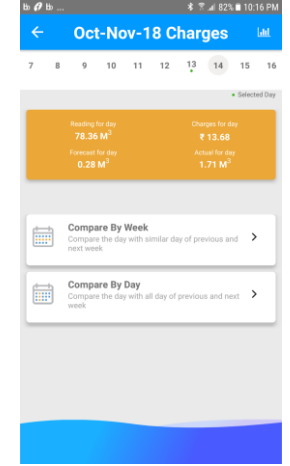 82% 10:16 PM
Oct-Nov-18 Charges
7 8 9 10 11 12 13 14 15 16
Selected Day
Reading for day Charges for day
78.36 M³ ₹ 13.68
Forecast for day Actual for day
0.28 M³ 1.71 M³
Compare By Week
Compare the day with similar day of previous and
next week
Compare By Day
Compare the day with all day of previous and next
week